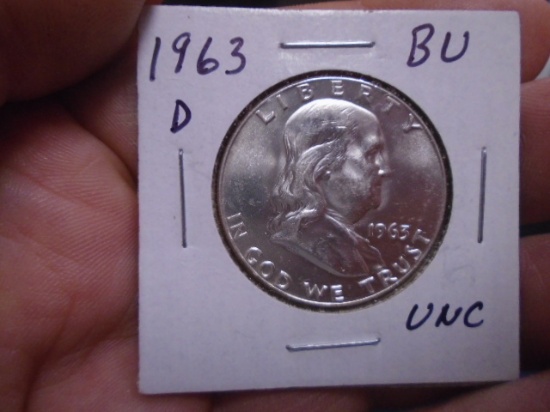 1963 BU
D
LIBERTY
1963
IN GOD WE TRUST
UNC